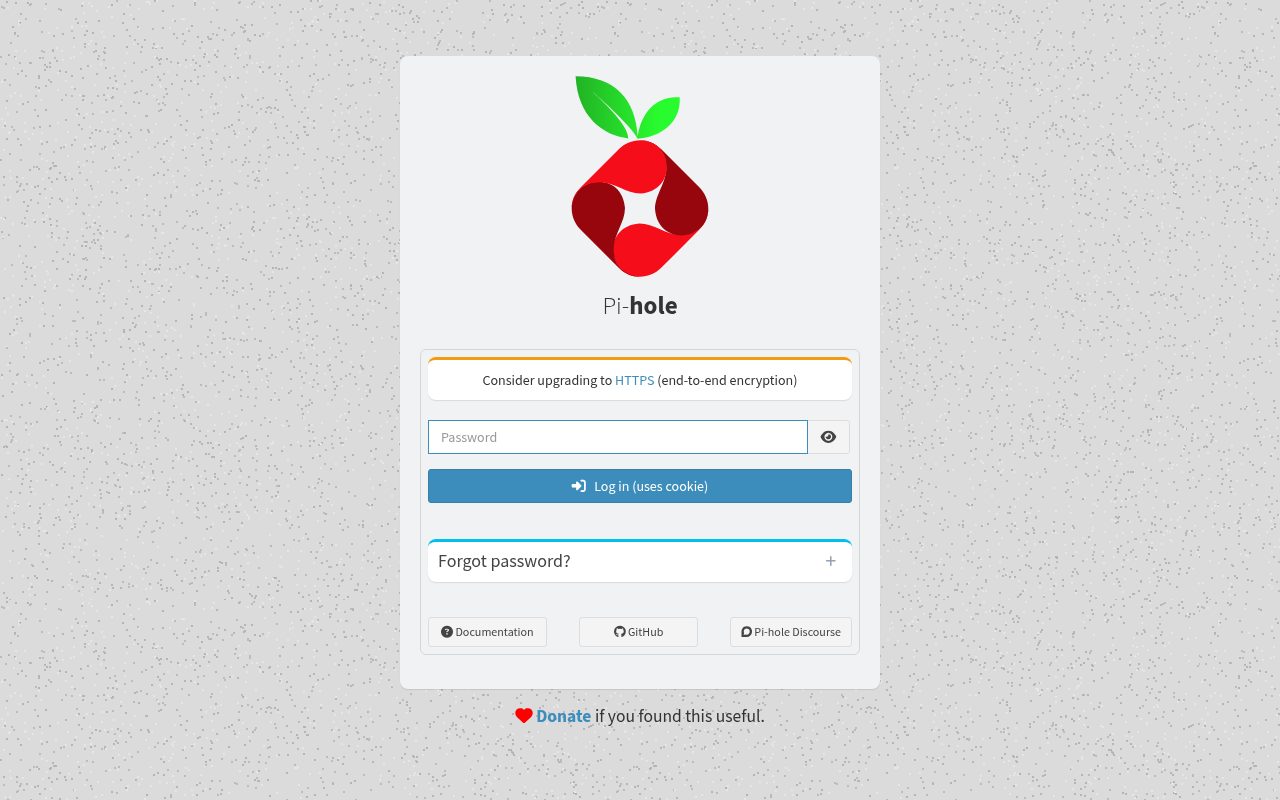 Pi-hole
Consider upgrading to HTTPS (end-to-end encryption)
Password
Log in (uses cookie)
Forgot password?
Documentation
GitHub
Pi-hole Discourse
Donate if you found this useful.